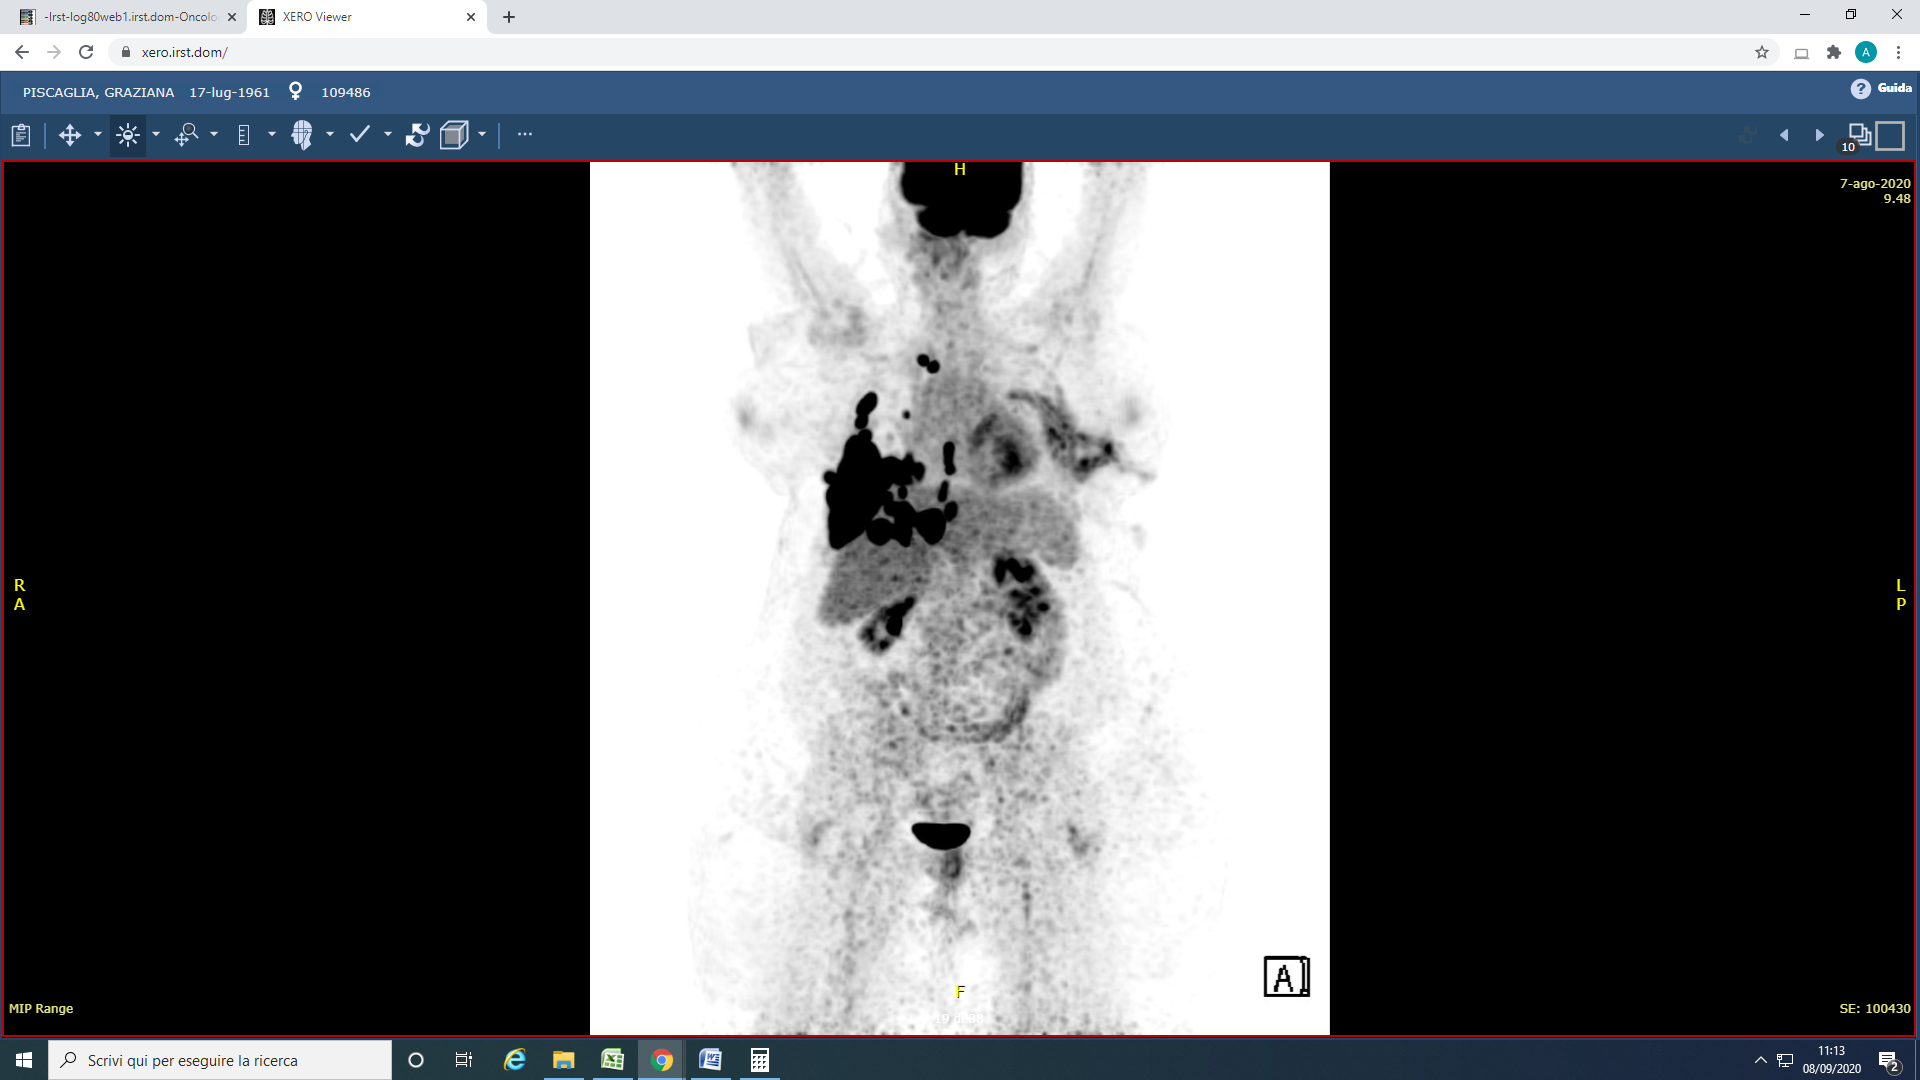 -Irst-log80web1.irst.dom-Oncolo
XERO Viewer
xero.irst.dom/
A
PISCAGLIA, GRAZIANA 17-lug-1961 109486
? Guida
10
H
7-ago-2020
9.48
R
A
L
P
A
F
MIP Range
SE: 100430
Scrivi qui per eseguire la ricerca
11:13
08/09/2020
2